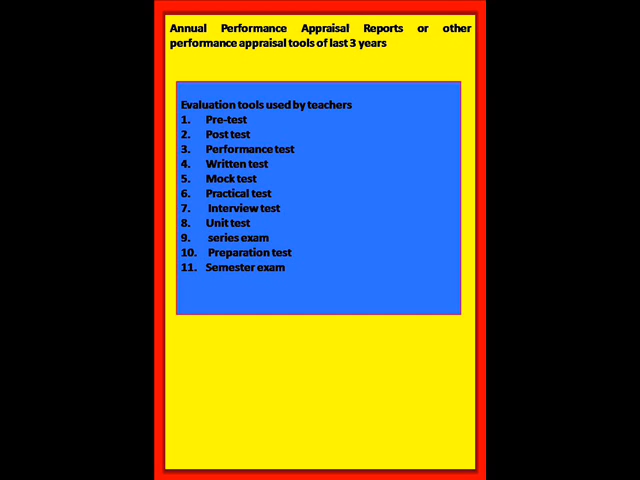 Annual Performance Appraisal Reports or other
performance appraisal tools of last 3 years
Evaluation tools used by teachers
1. Pre-test
2. Post test
3. Performance test
4. Written test
5. Mock test
6. Practical test
7. Interview test
8. Unit test
9. series exam
10. Preparation test
11. Semester exam